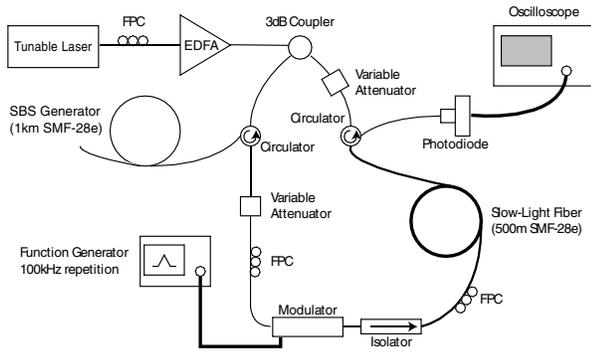 Oscilloscope
3dB Coupler
FPC
Tunable Laser
EDFA
Variable
Attenuator
SBS Generator
(1km SMF-28e)
Circulator
Circulator
Photodiode
Variable
Attenuator
Slow-Light Fiber
(500m SMF-28e)
Function Generator
100kHz repetition
FPC
FPC
Modulator
Isolator